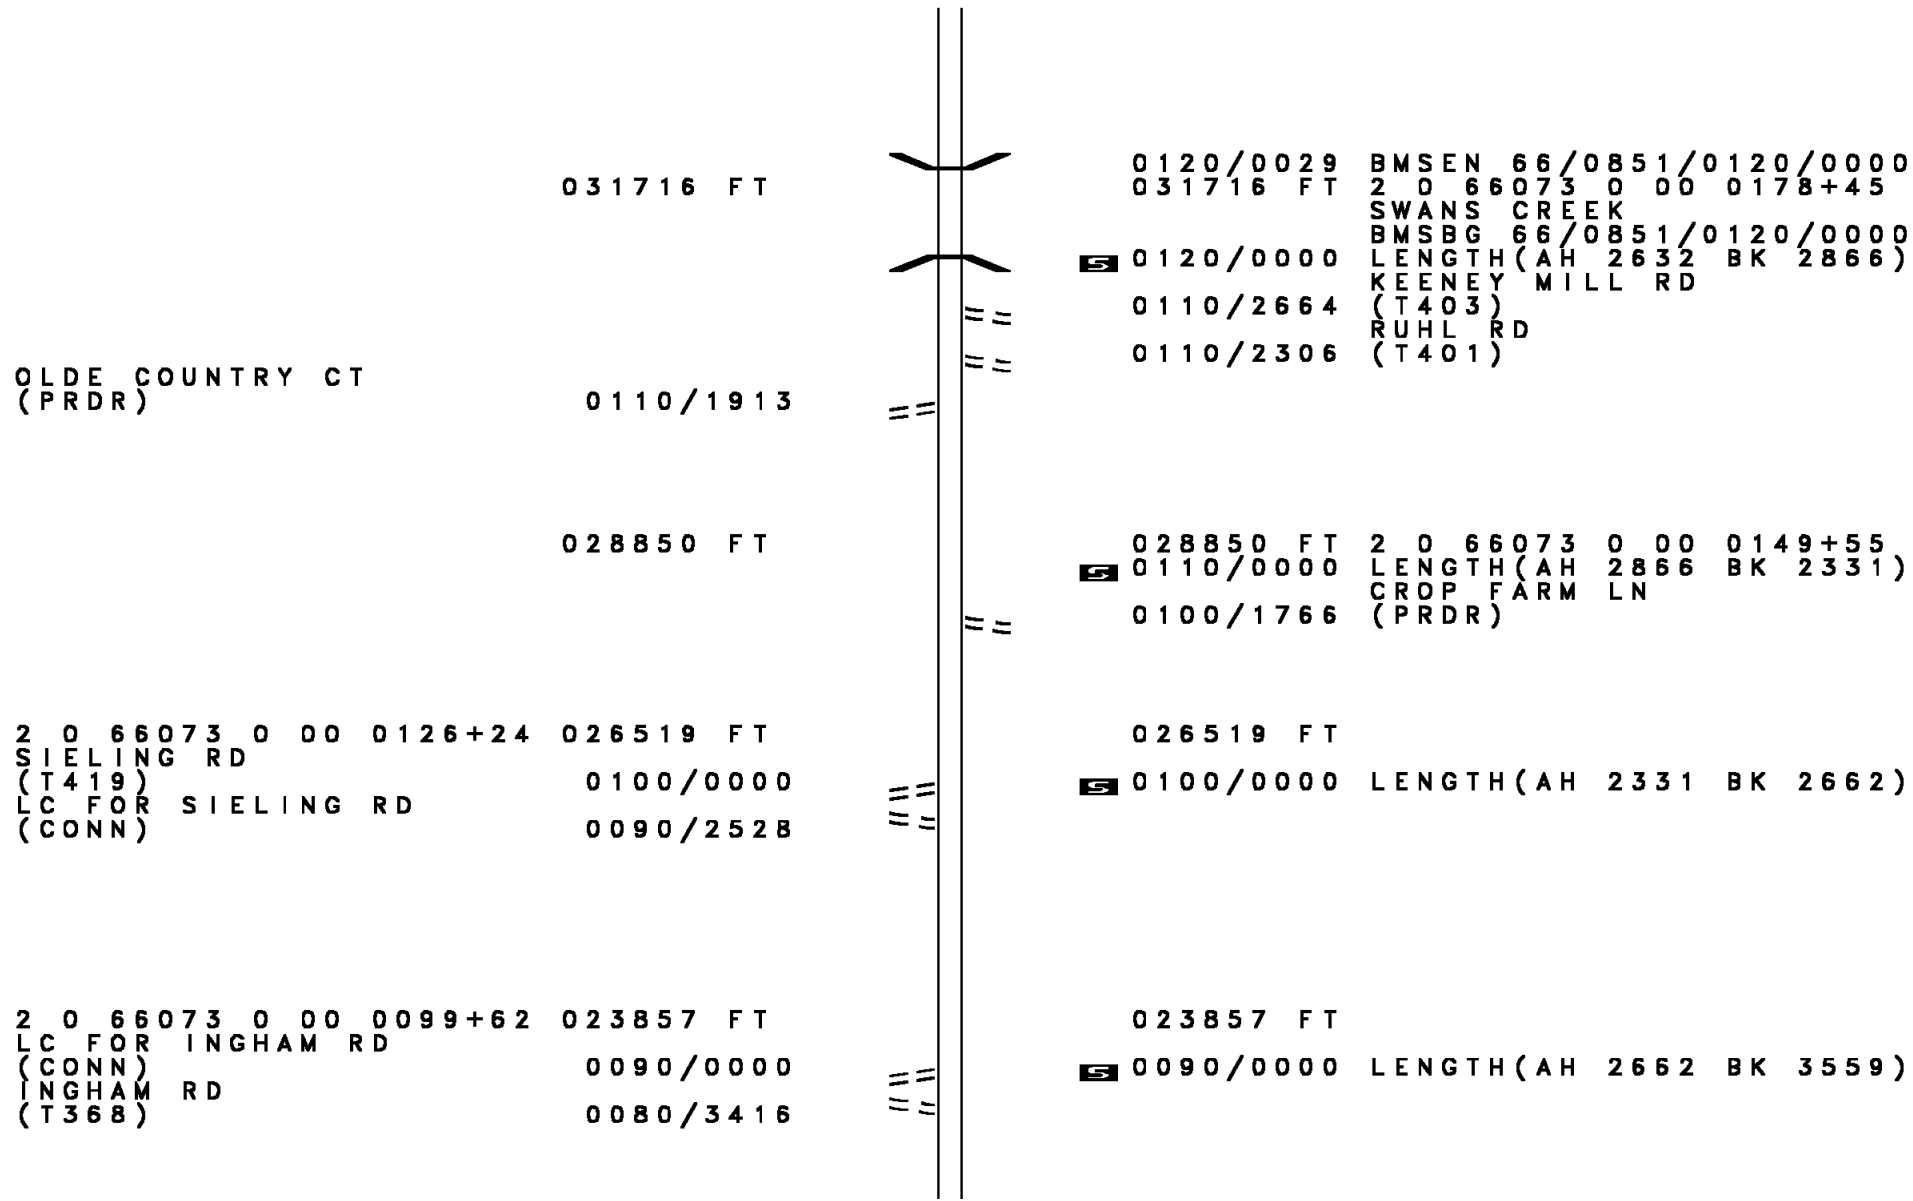 0120/0029 BMSEN 66/0851/0120/0000
031716 FT 031716 FT 2 0 66073 0 00 0178+45
SWANS CREEK
BMSBG 66/0851/0120/0000
S 0120/0000 LENGTH(AH 2632 BK 2866)
KEENEY MILL RD
0110/2664 (T403)
RUHL RD
0110/2306 (T401)
OLDE COUNTRY CT
(PRDR) 0110/1913
028850 FT 028850 FT 2 0 66073 0 00 0149+55
S 0110/0000 LENGTH(AH 2866 BK 2331)
CROP FARM LN
0100/1766 (PRDR)
2 0 66073 0 00 0126+24 026519 FT 026519 FT
SIELING RD
(T419) 0100/0000 S 0100/0000 LENGTH(AH 2331 BK 2662)
LC FOR SIELING RD
(CONN) 0090/2528
2 0 66073 0 00 0099+62 023857 FT 023857 FT
LC FOR INGHAM RD
(CONN) 0090/0000 S 0090/0000 LENGTH(AH 2662 BK 3559)
INGHAM RD
(T368) 0080/3416